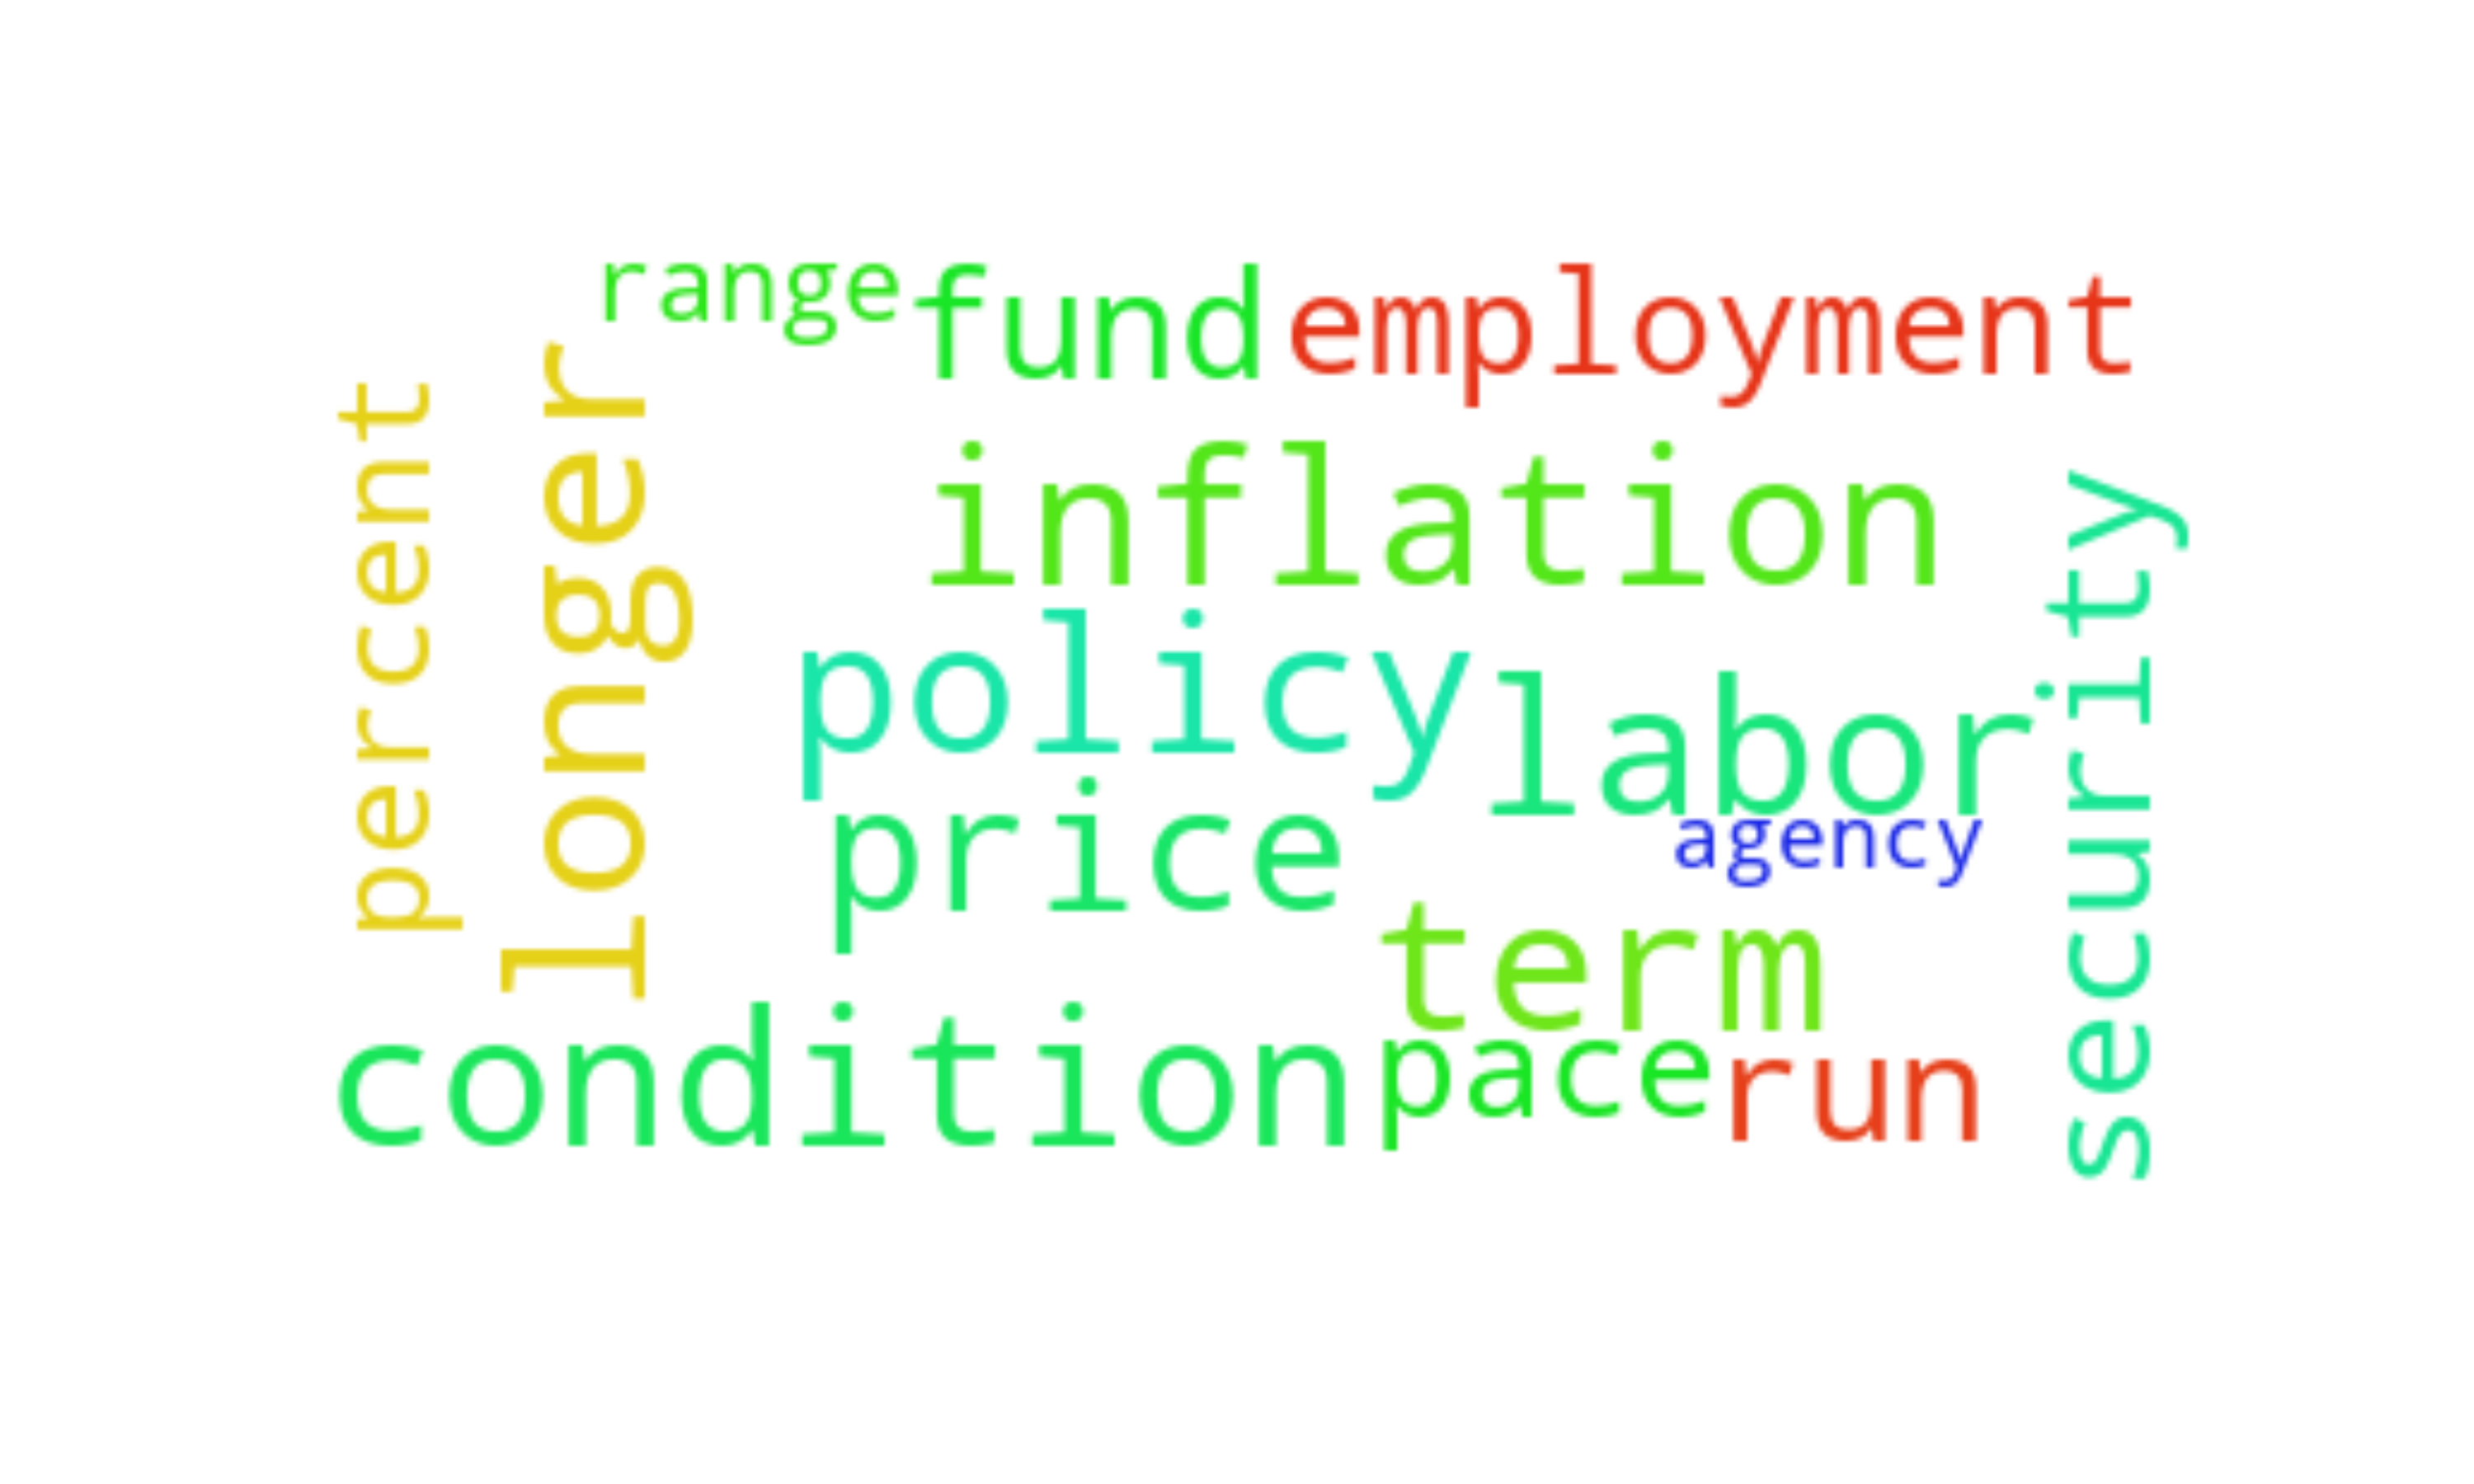 range
fund
employment
percent
longer
inflation
policy
labor
security
price
agency
term
condition
pace
run